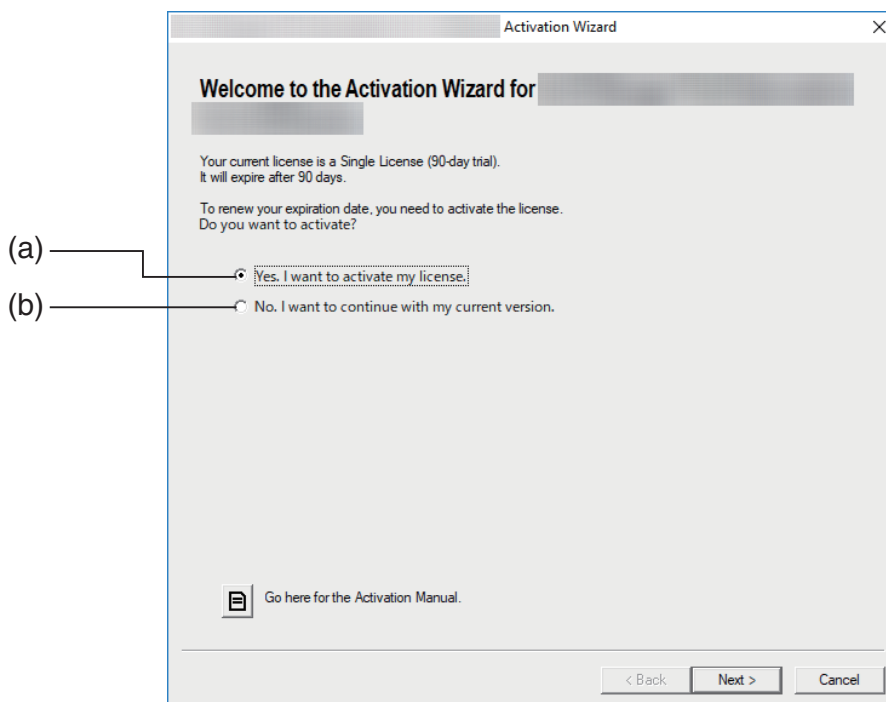 Activation Wizard
Welcome to the Activation Wizard for
Your current license is a Single License (90-day trial).
It will expire after 90 days.
To renew your expiration date, you need to activate the license.
Do you want to activate?
(a)
Yes. I want to activate my license.
(b)
No. I want to continue with my current version.
Go here for the Activation Manual.
< Back
Next >
Cancel